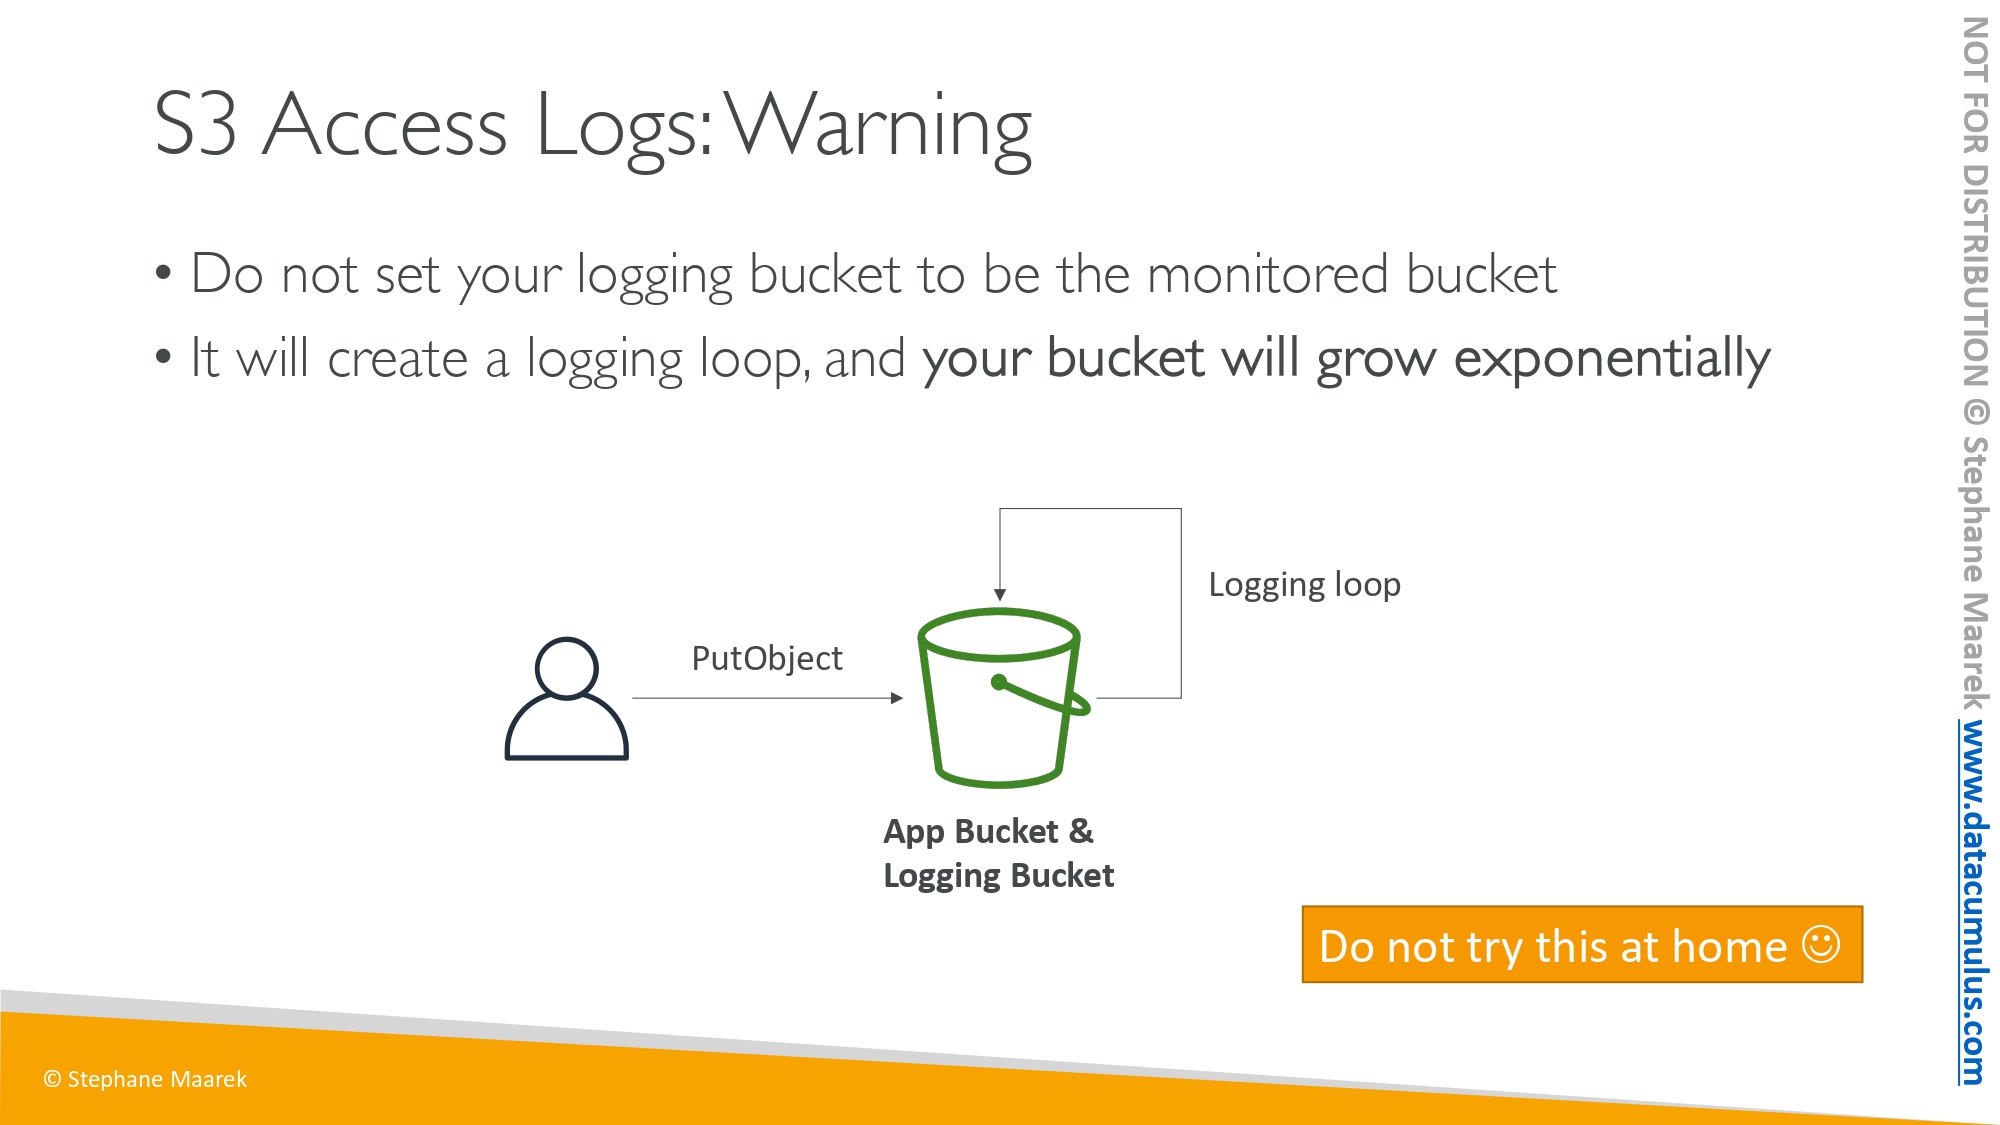 S3 Access Logs: Warning
• Do not set your logging bucket to be the monitored bucket
• It will create a logging loop, and your bucket will grow exponentially
Logging loop
PutObject
App Bucket &
Logging Bucket
Do not try this at home ☺
© Stephane Maarek
NOT FOR DISTRIBUTION © Stephane Maarek www.datacumulus.com